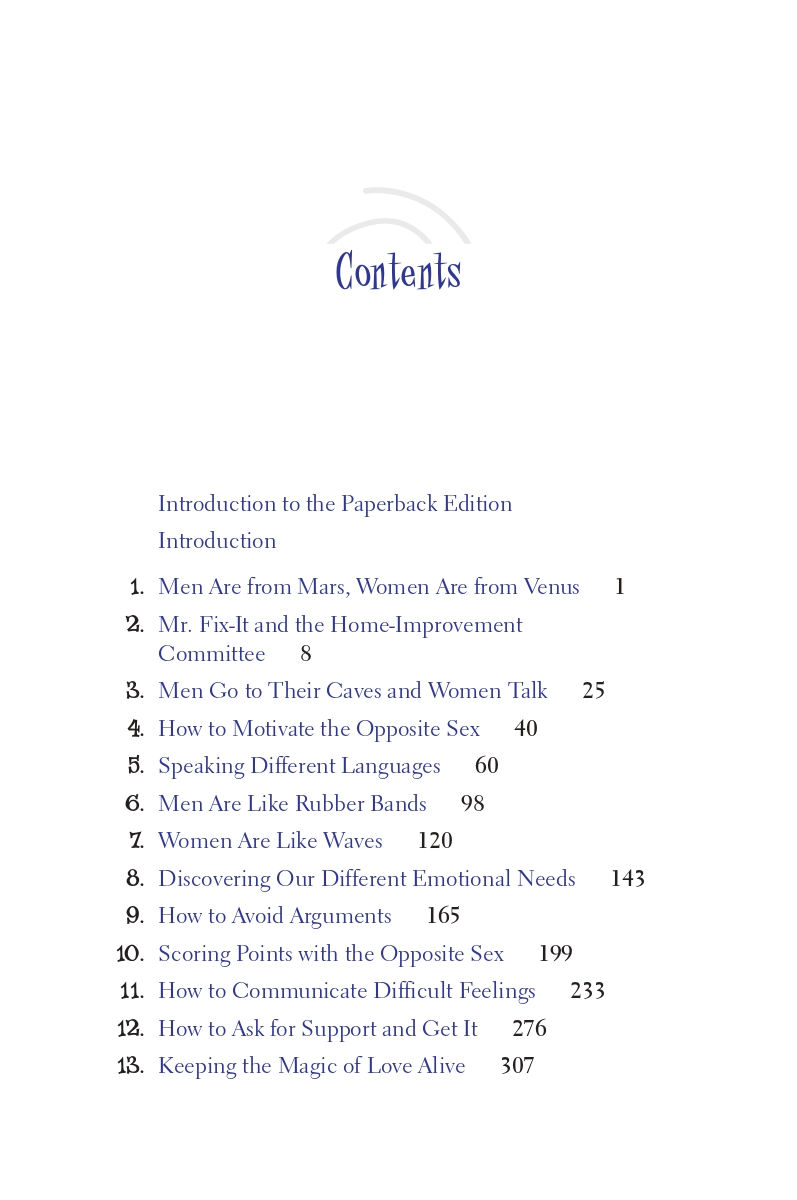 Contents
Introduction to the Paperback Edition
Introduction
1. Men Are from Mars, Women Are from Venus 1
2. Mr. Fix-It and the Home-Improvement
Committee 8
3. Men Go to Their Caves and Women Talk 25
4. How to Motivate the Opposite Sex 40
5. Speaking Different Languages 60
6. Men Are Like Rubber Bands 98
7. Women Are Like Waves 120
8. Discovering Our Different Emotional Needs 143
9. How to Avoid Arguments 165
10. Scoring Points with the Opposite Sex 199
11. How to Communicate Difficult Feelings 233
12. How to Ask for Support and Get It 276
13. Keeping the Magic of Love Alive 307